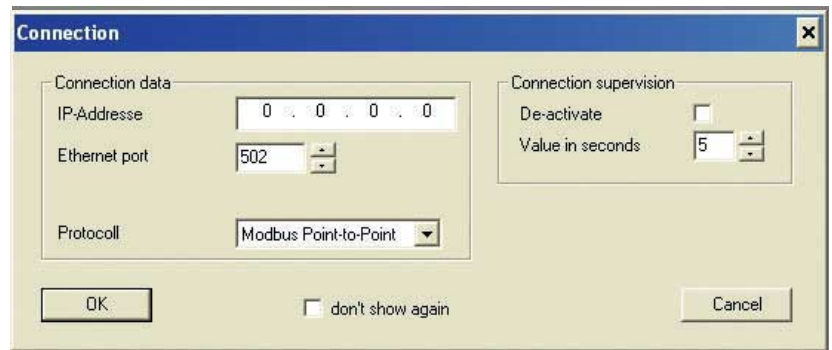 Connection
Connection data
IP-Addresse 0 . 0 . 0 . 0
Ethernet port 502
Protocoll Modbus Point-to-Point
Connection supervision
De-activate
Value in seconds 5
OK
don't show again
Cancel